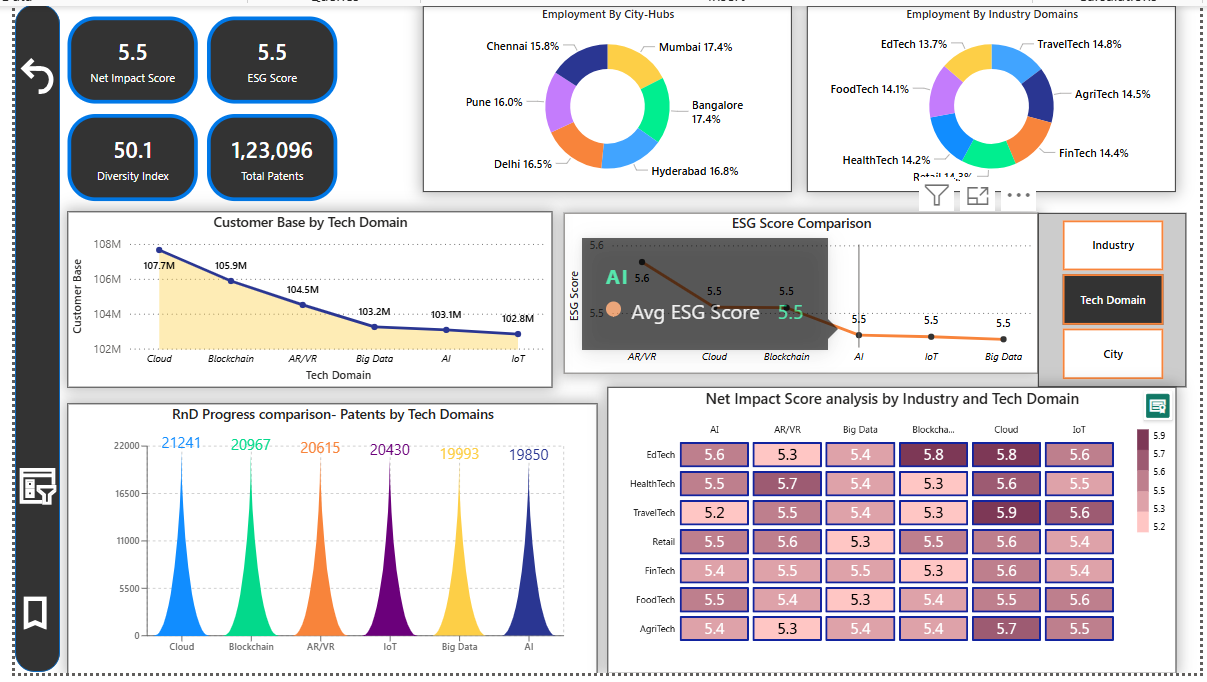 5.5
Net Impact Score
5.5
ESG Score
50.1
Diversity Index
1,23,096
Total Patents
Employment By City-Hubs
Chennai 15.8%
Mumbai 17.4%
Pune 16.0%
Bangalore
17.4%
Delhi 16.5%
Hyderabad 16.8%
Employment By Industry Domains
EdTech 13.7%
TravelTech 14.8%
FoodTech 14.1%
AgriTech 14.5%
HealthTech 14.2%
FinTech 14.4%
Retail 14.3%
Customer Base by Tech Domain
Customer Base
108M
106M
104M
102M
107.7M
105.9M
104.5M
103.2M
103.1M
102.8M
Cloud
Blockchain
AR/VR
Big Data
AI
IoT
Tech Domain
ESG Score Comparison
ESG Score
5.6
5.5
5.6
5.5
5.5
5.5
5.5
5.5
AI
Avg ESG Score 5.5
AR/VR
Cloud
Blockchain
AI
IoT
Big Data
Industry
Tech Domain
City
RnD Progress comparison- Patents by Tech Domains
22000
16500
11000
5500
0
21241
20967
20615
20430
19993
19850
Cloud
Blockchain
AR/VR
IoT
Big Data
AI
Net Impact Score analysis by Industry and Tech Domain
AI AR/VR Big Data Blockcha... Cloud IoT
EdTech 5.6 5.3 5.4 5.8 5.8 5.6
HealthTech 5.5 5.7 5.4 5.3 5.6 5.5
TravelTech 5.2 5.5 5.4 5.3 5.9 5.6
Retail 5.5 5.6 5.3 5.5 5.6 5.4
FinTech 5.4 5.5 5.5 5.3 5.6 5.4
FoodTech 5.5 5.4 5.3 5.4 5.5 5.6
AgriTech 5.4 5.3 5.4 5.4 5.7 5.5
5.9
5.7
5.6
5.5
5.3
5.2